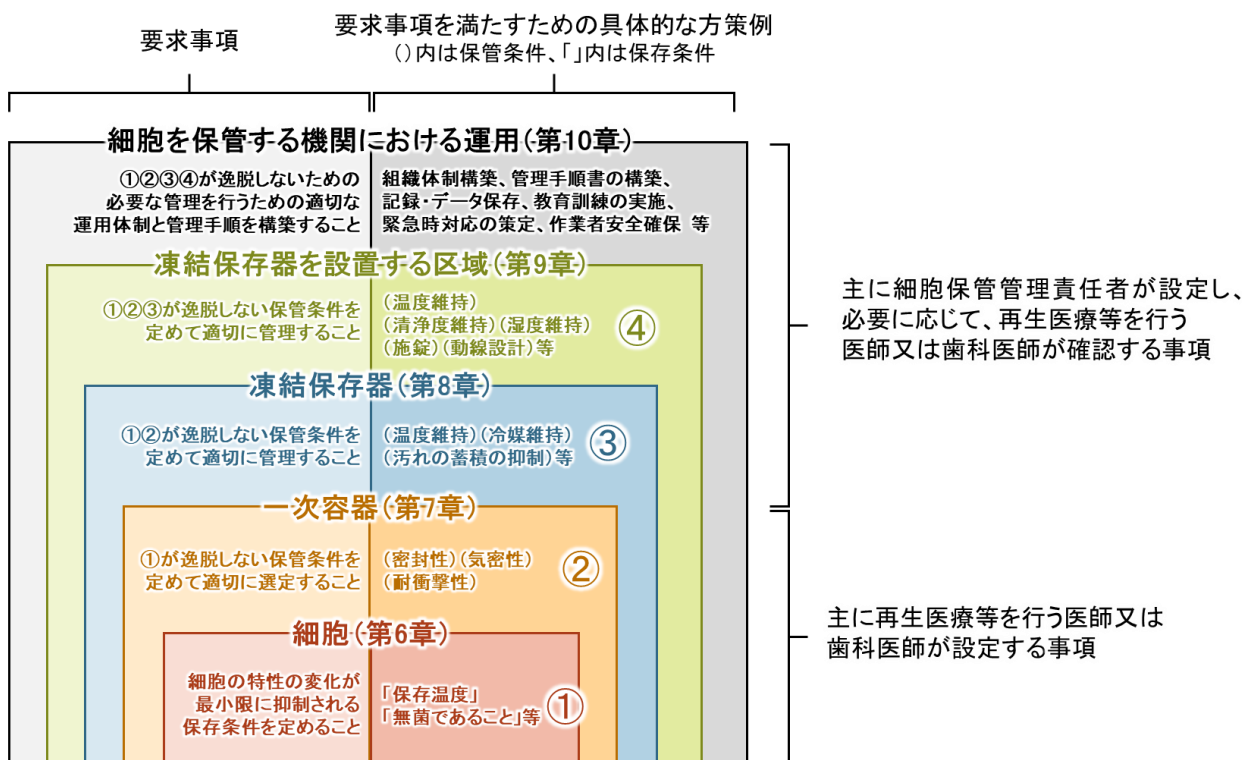 要求事項
要求事項を満たすための具体的な方策例
()内は保管条件、「」内は保存条件
細胞を保管する機関における運用(第10章)
①②③④が逸脱しないための
必要な管理を行うための適切な
運用体制と管理手順を構築すること
組織体制構築、管理手順書の構築、
記録・データ保存、教育訓練の実施、
緊急時対応の策定、作業者安全確保 等
凍結保存器を設置する区域(第9章)
①②③が逸脱しない保管条件を
定めて適切に管理すること
(温度維持)
(清浄度維持)(湿度維持)
(施錠)(動線設計)等
④
凍結保存器(第8章)
①②が逸脱しない保管条件を
定めて適切に管理すること
(温度維持)(冷媒維持)
(汚れの蓄積の抑制)等
③
一次容器(第7章)
①が逸脱しない保管条件を
定めて適切に選定すること
(密封性)(気密性)
(耐衝撃性)
②
細胞(第6章)
細胞の特性の変化が
最小限に抑制される
保存条件を定めること
「保存温度」
「無菌であること」等
①
主に細胞保管管理責任者が設定し、
必要に応じて、再生医療等を行う
医師又は歯科医師が確認する事項
主に再生医療等を行う医師又は
歯科医師が設定する事項